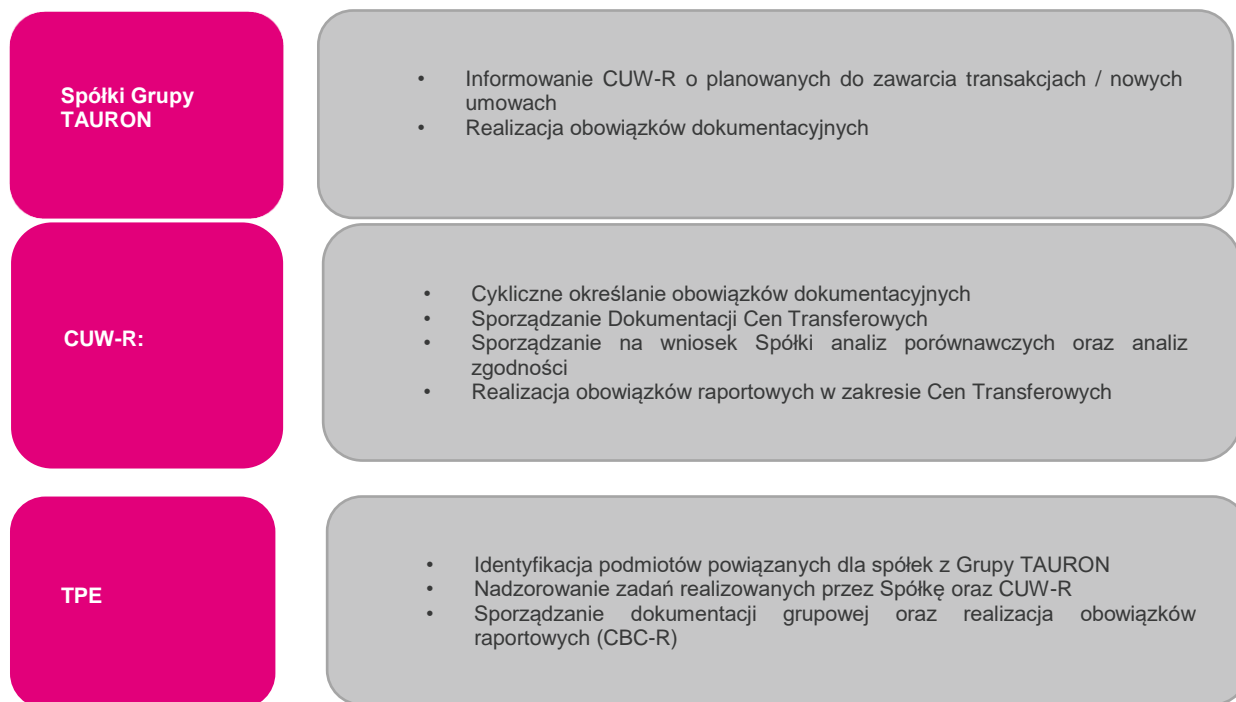 Spółki Grupy
TAURON
• Informowanie CUW-R o planowanych do zawarcia transakcjach / nowych
umowach
• Realizacja obowiązków dokumentacyjnych
CUW-R:
• Cykliczne określanie obowiązków dokumentacyjnych
• Sporządzanie Dokumentacji Cen Transferowych
• Sporządzanie na wniosek Spółki analiz porównawczych oraz analiz
zgodności
• Realizacja obowiązków raportowych w zakresie Cen Transferowych
TPE
• Identyfikacja podmiotów powiązanych dla spółek z Grupy TAURON
• Nadzorowanie zadań realizowanych przez Spółkę oraz CUW-R
• Sporządzanie dokumentacji grupowej oraz realizacja obowiązków
raportowych (CBC-R)